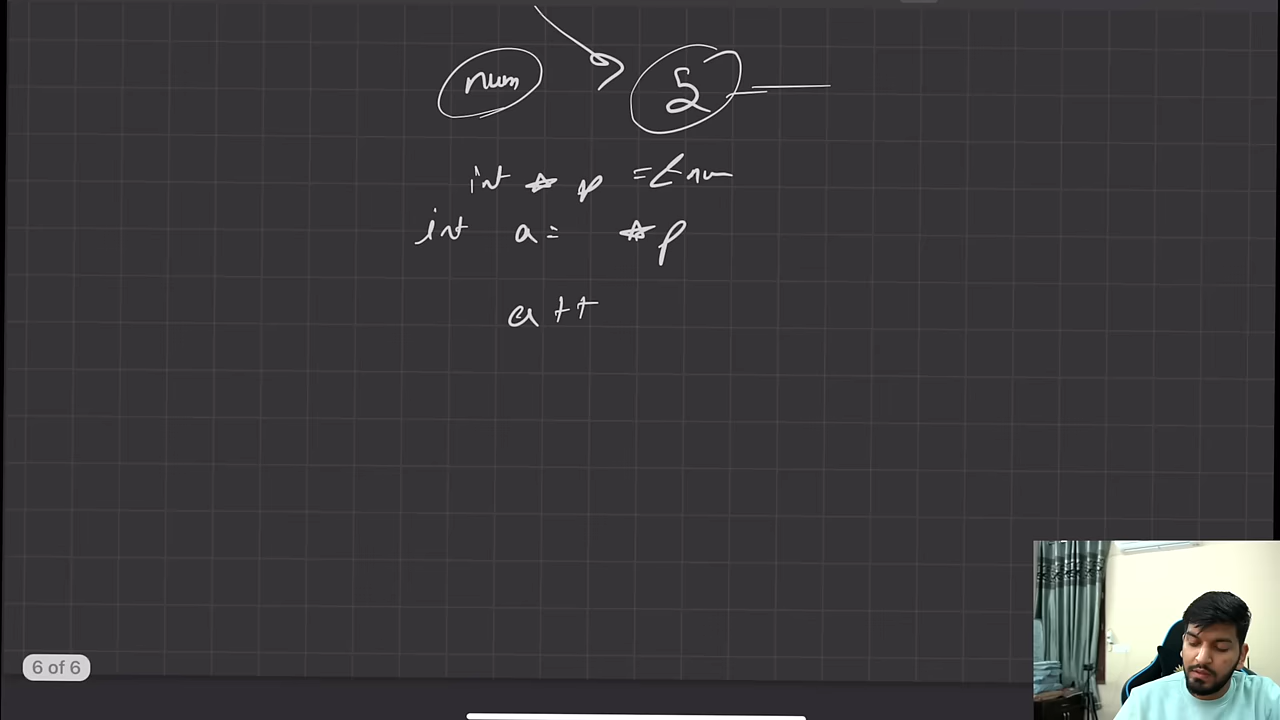 num 5
int * p = &num
int a = *p
a ++
6 of 6